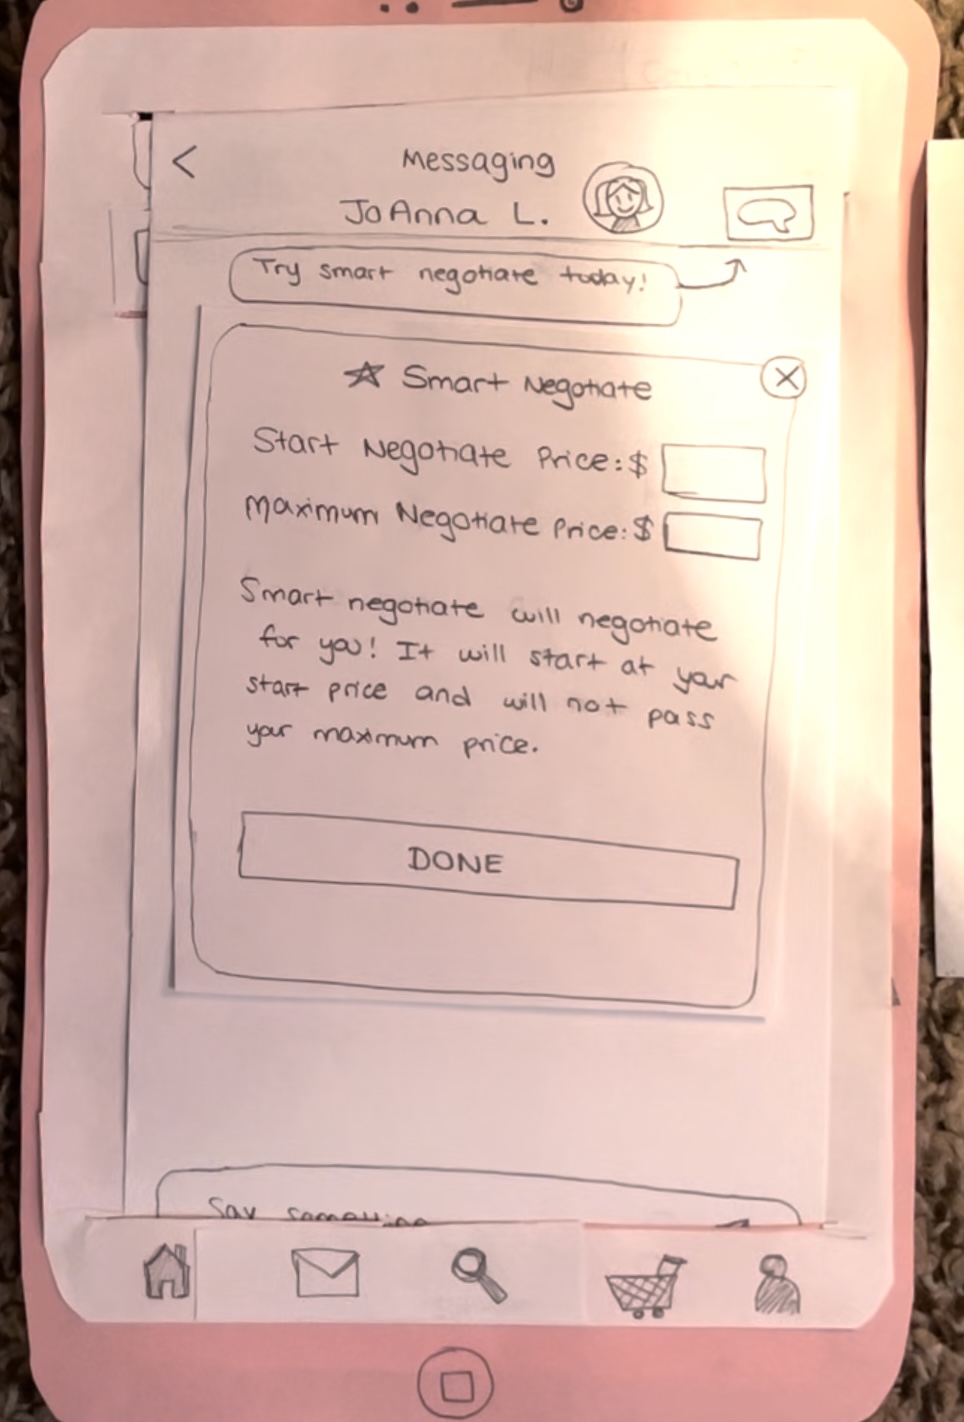 Messaging
JoAnna L.
Try smart negotiate today!
Smart Negotiate
Start Negotiate Price: $
Maximum Negotiate Price: $
Smart negotiate will negotiate
for you! It will start at your
start price and will not pass
your maximum price.
DONE
Say something